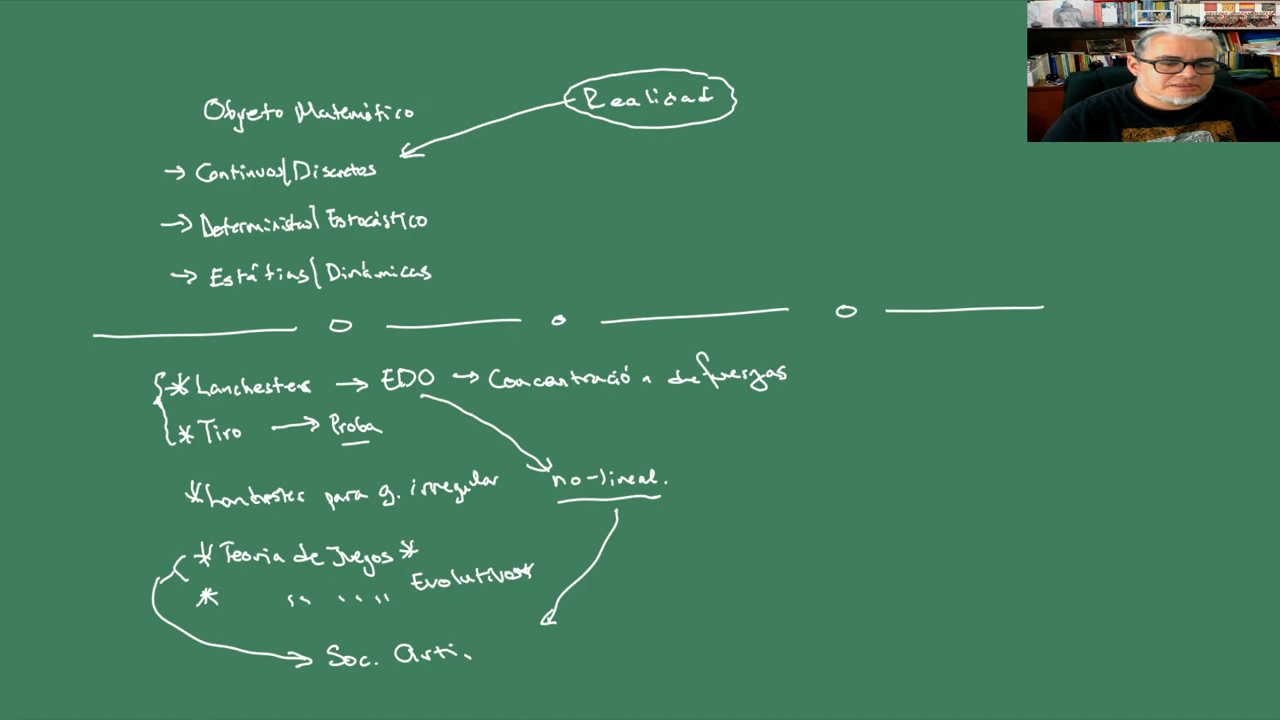 Realidad
Objeto Matemático
→ Continuos/Discretos
→ Determinista/Estocástico
→ Estáticas/Dinámicas
* Lanchester → EDO → Concentración de fuerzas
* Tiro → Proba
no-lineal.
* Lanchester para g. irregular
* Teoria de Juegos *
* " " " " Evolutivos*
Soc. Arti.